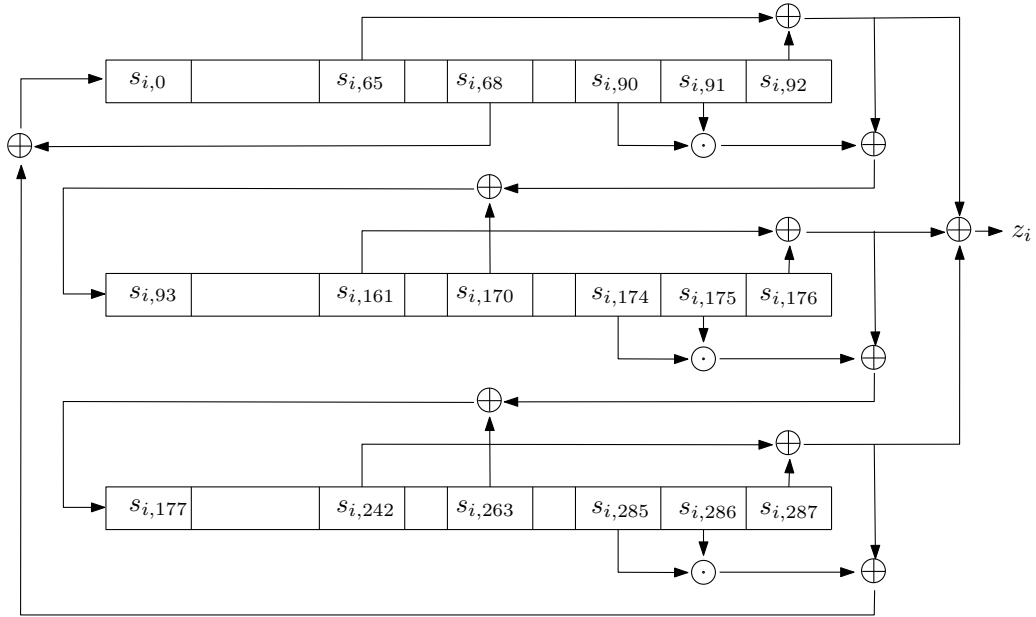 s_{i,0} s_{i,65} s_{i,68} s_{i,90} s_{i,91} s_{i,92}
z_i
s_{i,93} s_{i,161} s_{i,170} s_{i,174} s_{i,175} s_{i,176}
s_{i,177} s_{i,242} s_{i,263} s_{i,285} s_{i,286} s_{i,287}